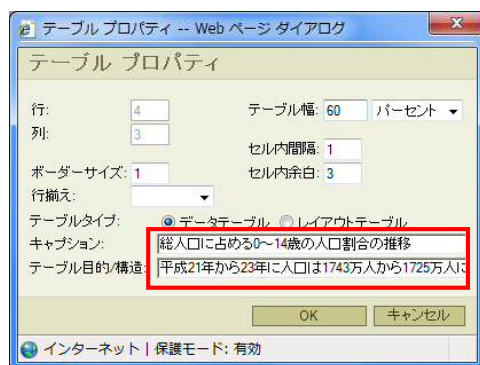 テーブル プロパティ -- Web ページ ダイアログ
テーブル プロパティ
行: 4 テーブル幅: 60 パーセント
列: 3
セル内間隔: 1
ボーダーサイズ: 1 セル内余白: 3
行揃え:
テーブルタイプ: データテーブル レイアウトテーブル
キャプション: 総人口に占める0～14歳の人口割合の推移
テーブル目的/構造: 平成21年から23年に人口は1743万人から1725万人に
OK キャンセル
インターネット | 保護モード: 有効